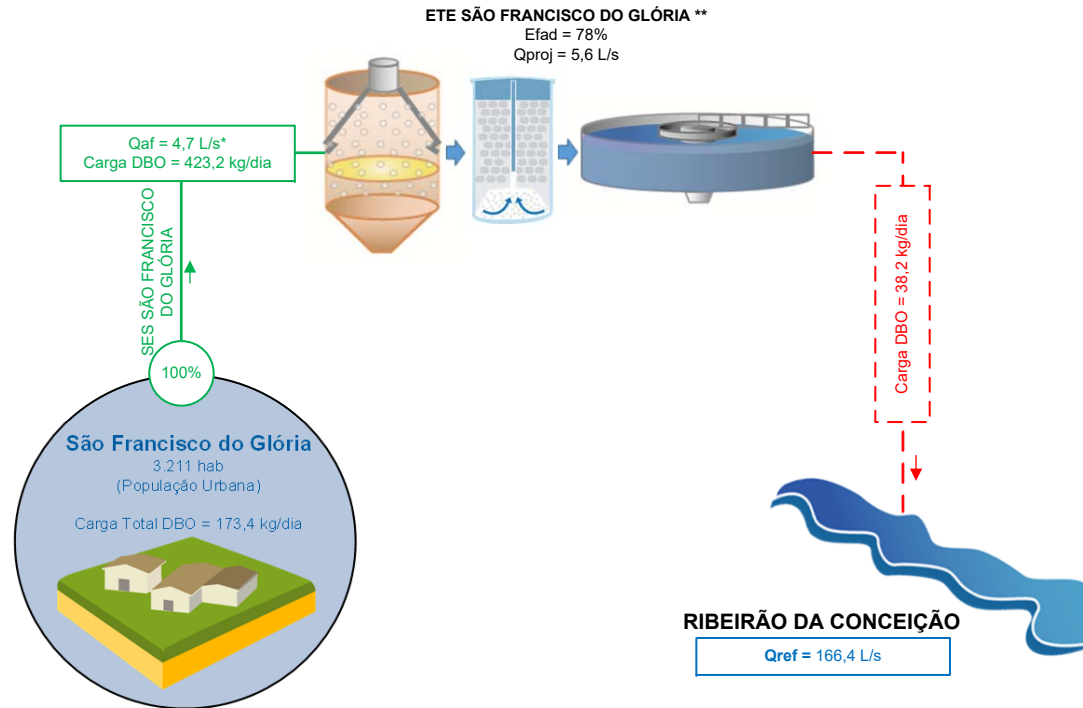 ETE SÃO FRANCISCO DO GLÓRIA **
Efad = 78%
Qproj = 5,6 L/s
Qaf = 4,7 L/s*
Carga DBO = 423,2 kg/dia
SES SÃO FRANCISCO
DO GLÓRIA
100%
São Francisco do Glória
3.211 hab
(População Urbana)
Carga Total DBO = 173,4 kg/dia
Carga DBO = 38,2 kg/dia
RIBEIRÃO DA CONCEIÇÃO
Qref = 166,4 L/s